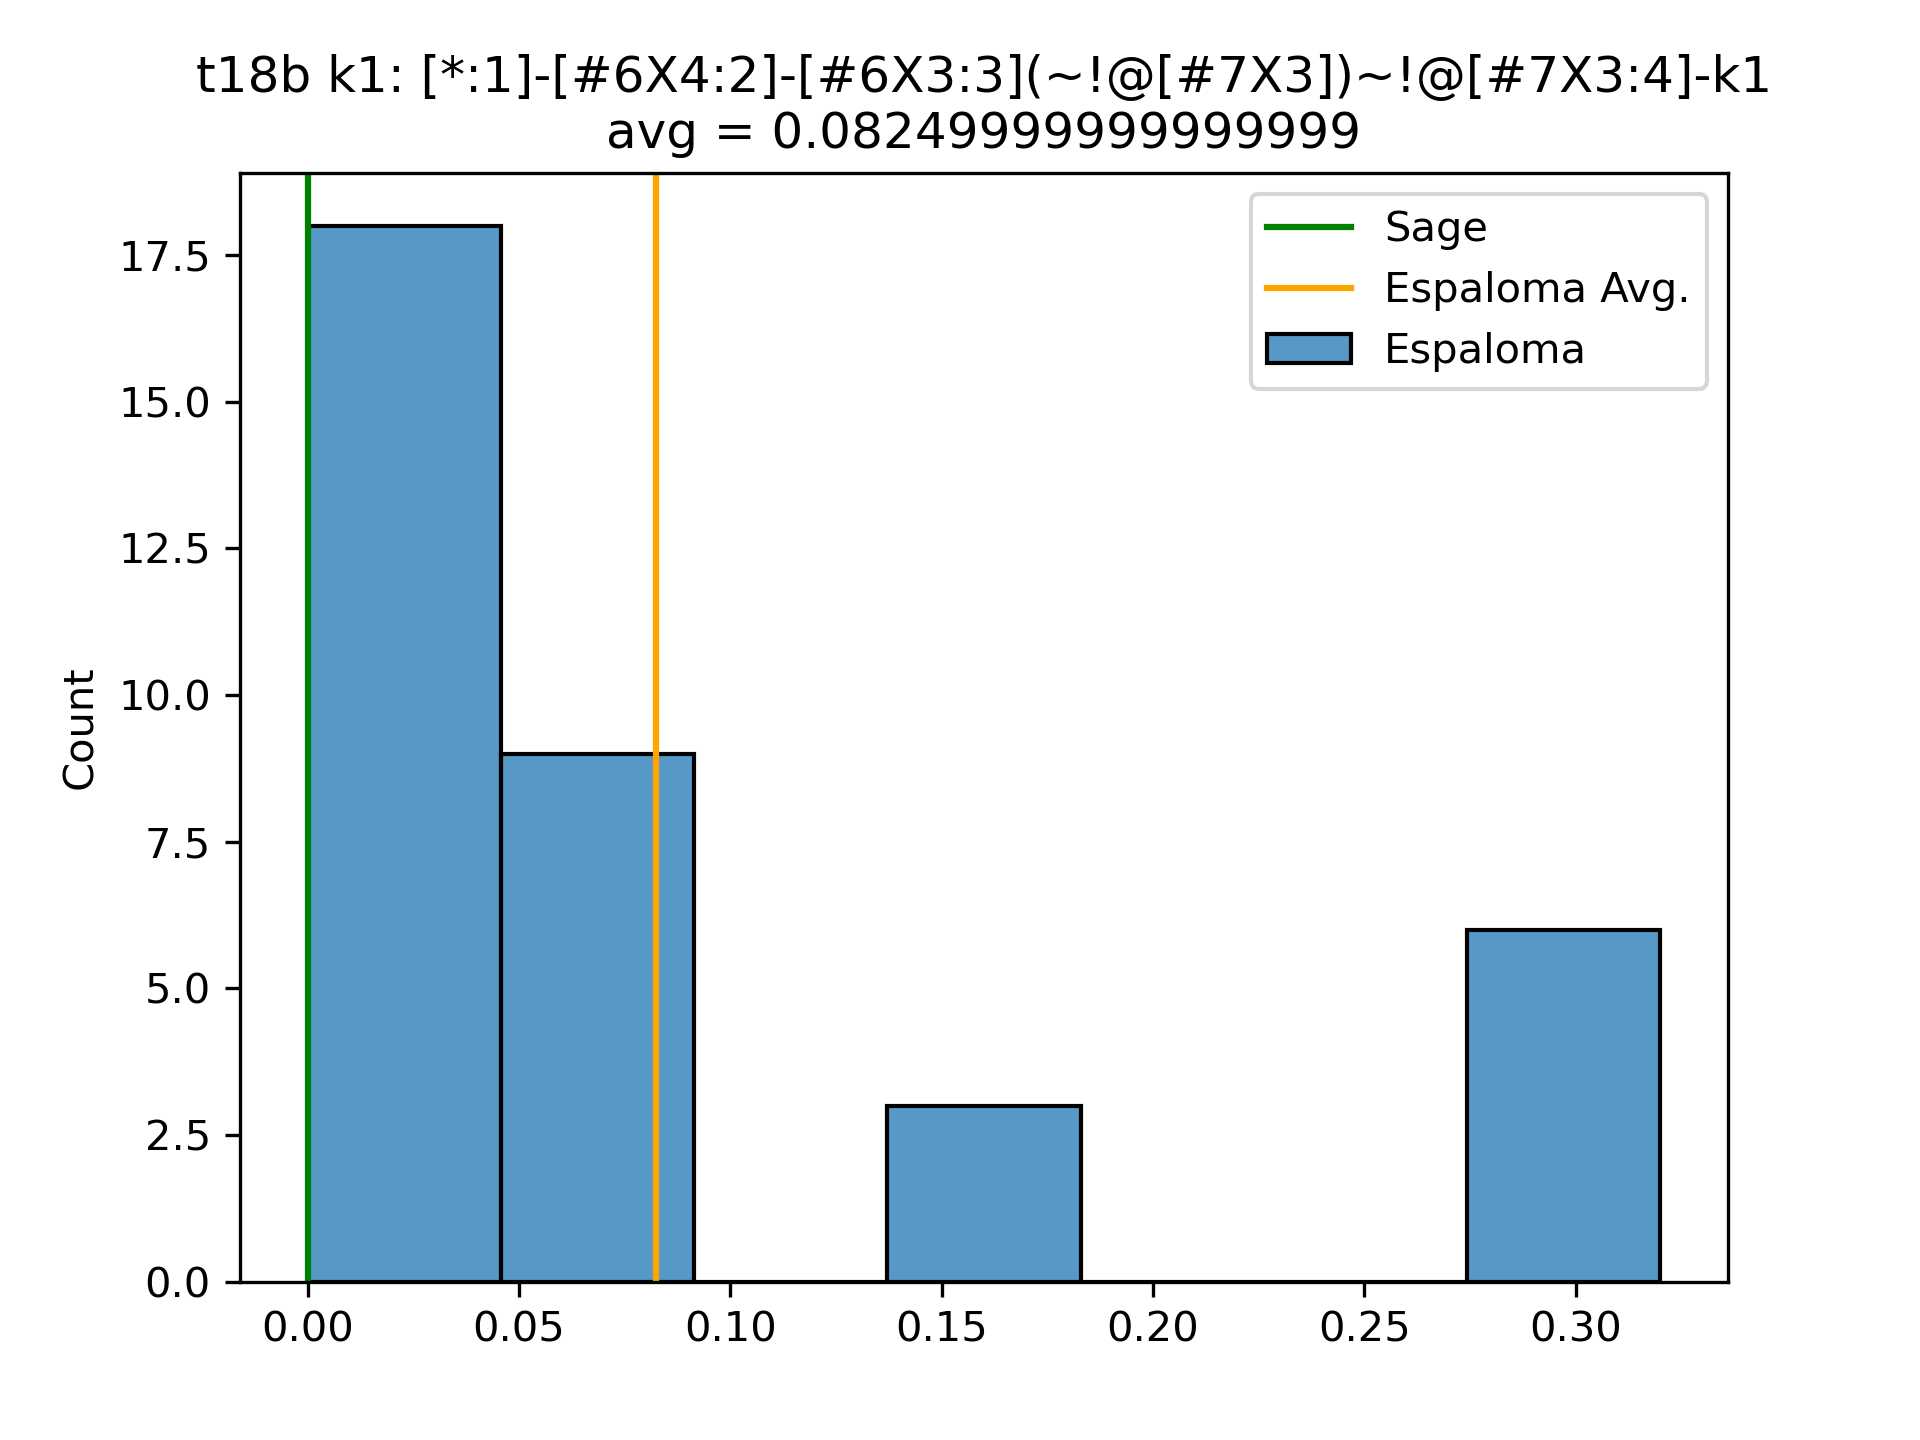 t18b k1: [*:1]-[#6X4:2]-[#6X3:3](~!@[#7X3])~!@[#7X3:4]-k1
avg = 0.08249999999999999
Sage
Espaloma Avg.
Espaloma
Count
17.5
15.0
12.5
10.0
7.5
5.0
2.5
0.0
0.00 0.05 0.10 0.15 0.20 0.25 0.30